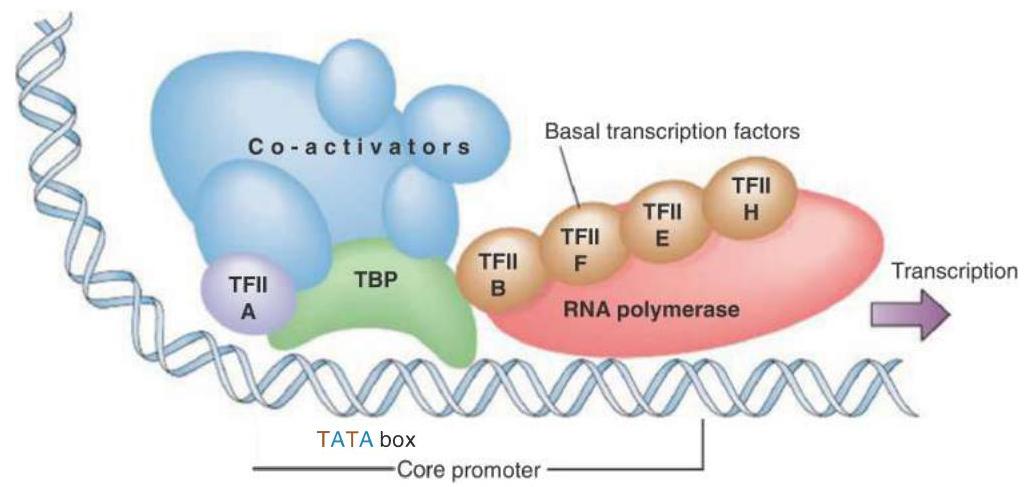 Co-activators
Basal transcription factors
TFII
H
TFII
E
TFII
F
TFII
B
TBP
TFII
A
RNA polymerase
Transcription
TATA box
Core promoter